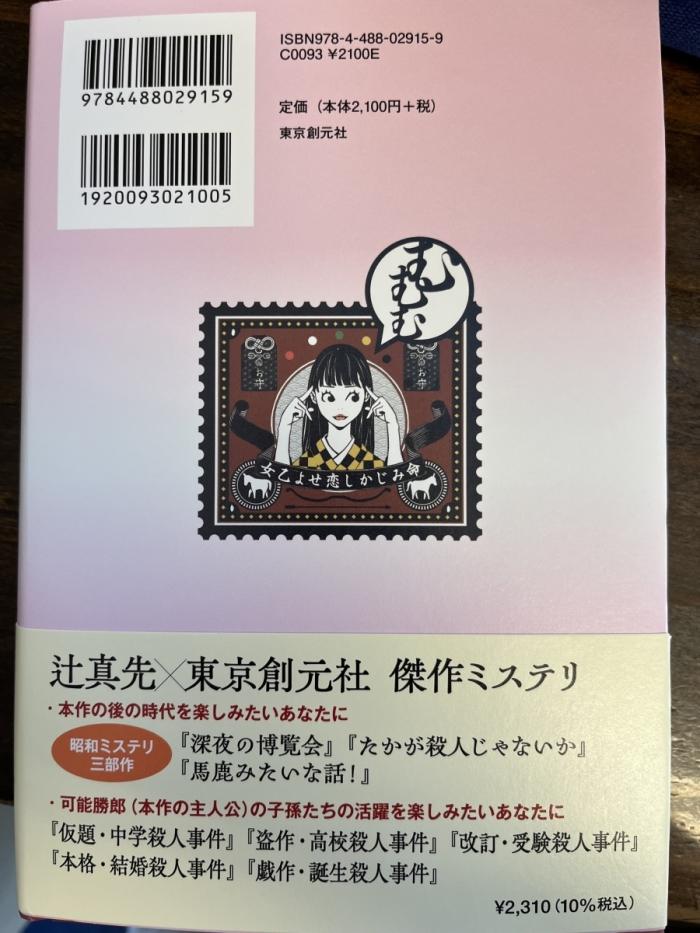 ISBN978-4-488-02915-9
C0093 ¥2100E
9784488029159
定価（本体2,100円＋税）
東京創元社
1920093021005
むむむ
お守
お守
女乙よせ恋しかじみ命
辻真先×東京創元社 傑作ミステリ
・本作の後の時代を楽しみたいあなたに
昭和ミステリ
三部作
『深夜の博覧会』『たかが殺人じゃないか』
『馬鹿みたいな話！』
・可能勝郎（本作の主人公）の子孫たちの活躍を楽しみたいあなたに
『仮題・中学殺人事件』『盗作・高校殺人事件』『改訂・受験殺人事件』
『本格・結婚殺人事件』『戯作・誕生殺人事件』
¥2,310（10％税込）